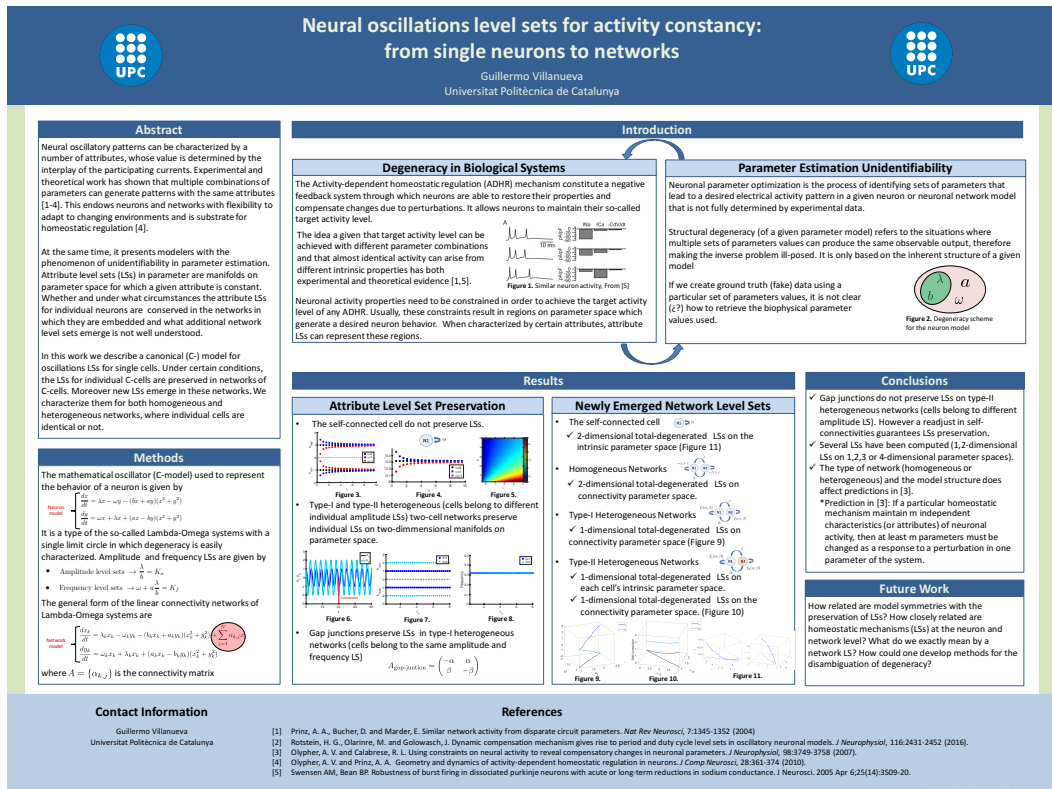 Neural oscillations level sets for activity constancy:
from single neurons to networks
Guillermo Villanueva
Universitat Politècnica de Catalunya
UPC
UPC
Abstract
Neural oscillatory patterns can be characterized by a
number of attributes, whose value is determined by the
interplay of the participating currents. Experimental and
theoretical work has shown that multiple combinations of
parameters can generate patterns with the same attributes
[1-4]. This endows neurons and networks with flexibility to
adapt to changing environments and is substrate for
homeostatic regulation [4].
At the same time, it presents modelers with the
phenomenon of unidentifiability in parameter estimation.
Attribute level sets (LSs) in parameter are manifolds on
parameter space for which a given attribute is constant.
Whether and under what circumstances the attribute LSs
for individual neurons are conserved in the networks in
which they are embedded and what additional network
level sets emerge is not well understood.
In this work we describe a canonical (C-) model for
oscillations LSs for single cells. Under certain conditions,
the LSs for individual C-cells are preserved in networks of
C-cells. Moreover new LSs emerge in these networks. We
characterize them for both homogeneous and
heterogeneous networks, where individual cells are
identical or not.
Methods
The mathematical oscillator (C-model) used to represent
the behavior of a neuron is given by
Neuron
model
dx/dt = λx − ωy − (bx + ay)(x² + y²)
dy/dt = ωx + λx + (ax − by)(x² + y²)
It is a type of the so-called Lambda-Omega systems with a
single limit circle in which degeneracy is easily
characterized. Amplitude and frequency LSs are given by
• Amplitude level sets → λ/b = Kₐ
• Frequency level sets → ω + a λ/b = K_f
The general form of the linear connectivity networks of
Lambda-Omega systems are
Network
model
where A = {α_{k,j}} is the connectivity matrix
Introduction
Degeneracy in Biological Systems
The Activity-dependent homeostatic regulation (ADHR) mechanism constitute a negative
feedback system through which neurons are able to restore their properties and
compensate changes due to perturbations. It allows neurons to maintain their so-called
target activity level.
The idea a given that target activity level can be
achieved with different parameter combinations
and that almost identical activity can arise from
different intrinsic properties has both
experimental and theoretical evidence [1,5].
A
10 ms
INa ICa -CdV/dt
Figure 1. Similar neuron activity, From [5]
Neuronal activity properties need to be constrained in order to achieve the target activity
level of any ADHR. Usually, these constraints result in regions on parameter space which
generate a desired neuron behavior. When characterized by certain attributes, attribute
LSs can represent these regions.
Parameter Estimation Unidentifiability
Neuronal parameter optimization is the process of identifying sets of parameters that
lead to a desired electrical activity pattern in a given neuron or neuronal network model
that is not fully determined by experimental data.
Structural degeneracy (of a given parameter model) refers to the situations where
multiple sets of parameters values can produce the same observable output, therefore
making the inverse problem ill-posed. It is only based on the inherent structure of a given
model
If we create ground truth (fake) data using a
particular set of parameters values, it is not clear
(¿?) how to retrieve the biophysical parameter
values used.
λ
b
a
ω
Figure 2. Degeneracy scheme
for the neuron model
Results
Attribute Level Set Preservation
• The self-connected cell do not preserve LSs.
N1 α
Figure 3.
Figure 4.
Figure 5.
• Type-I and type-II heterogeneous (cells belong to different
individual amplitude LSs) two-cell networks preserve
individual LSs on two-dimmensional manifolds on
parameter space.
Figure 6.
Figure 7.
Figure 8.
• Gap junctions preserve LSs in type-I heterogeneous
networks (cells belong to the same amplitude and
frequency LS)
A_{gap-juntion} = (−α α
β −β)
Newly Emerged Network Level Sets
• The self-connected cell
N1 α
✓ 2-dimensional total-degenerated LSs on the
intrinsic parameter space (Figure 11)
• Homogeneous Networks
✓ 2-dimensional total-degenerated LSs on
connectivity parameter space.
• Type-I Heterogeneous Networks
✓ 1-dimensional total-degenerated LSs on
connectivity parameter space (Figure 9)
• Type-II Heterogeneous Networks
✓ 1-dimensional total-degenerated LSs on
each cell's intrinsic parameter space.
✓ 1-dimensional total-degenerated LSs on the
connectivity parameter space. (Figure 10)
Figure 9.
Figure 10.
Figure 11.
Conclusions
✓ Gap junctions do not preserve LSs on type-II
heterogeneous networks (cells belong to different
amplitude LS). However a readjust in self-
connectivities guarantees LSs preservation.
✓ Several LSs have been computed (1,2-dimensional
LSs on 1,2,3 or 4-dimensional parameter spaces).
✓ The type of network (homogeneous or
heterogeneous) and the model structure does
affect predictions in [3].
*Prediction in [3]: If a particular homeostatic
mechanism maintain m independent
characteristics (or attributes) of neuronal
activity, then at least m parameters must be
changed as a response to a perturbation in one
parameter of the system.
Future Work
How related are model symmetries with the
preservation of LSs? How closely related are
homeostatic mechanisms (LSs) at the neuron and
network level? What do we exactly mean by a
network LS? How could one develop methods for the
disambiguation of degeneracy?
Contact Information
Guillermo Villanueva
Universitat Politècnica de Catalunya
References
[1] Prinz, A. A., Bucher, D. and Marder, E. Similar network activity from disparate circuit parameters. Nat Rev Neurosci, 7:1345-1352 (2004)
[2] Rotstein, H. G., Olarinre, M. and Golowasch, J. Dynamic compensation mechanism gives rise to period and duty cycle level sets in oscillatory neuronal models. J Neurophysiol, 116:2431-2452 (2016).
[3] Olypher, A. V. and Calabrese, R. L. Using constraints on neural activity to reveal compensatory changes in neuronal parameters. J Neurophysiol, 98:3749-3758 (2007).
[4] Olypher, A. V. and Prinz, A. A. Geometry and dynamics of activity-dependent homeostatic regulation in neurons. J Comp Neurosci, 28:361-374 (2010).
[5] Swensen AM, Bean BP. Robustness of burst firing in dissociated purkinje neurons with acute or long-term reductions in sodium conductance. J Neurosci. 2005 Apr 6;25(14):3509-20.